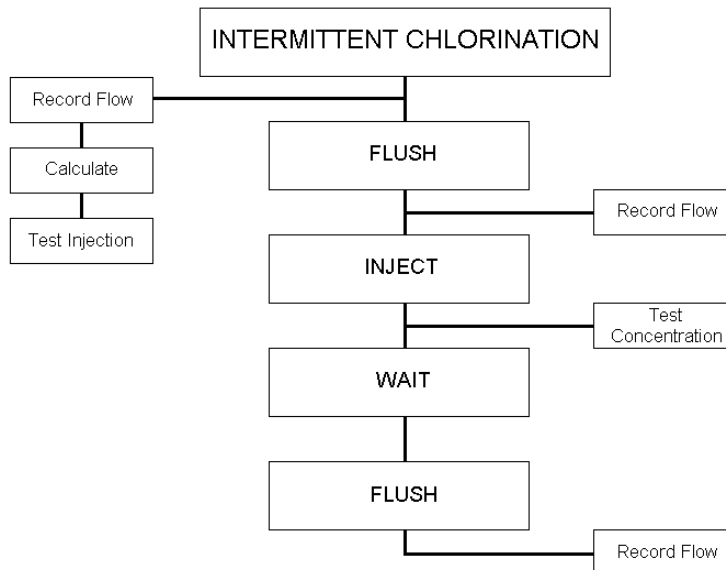 INTERMITTENT CHLORINATION
Record Flow
FLUSH
Calculate
Record Flow
Test Injection
INJECT
Test
Concentration
WAIT
FLUSH
Record Flow